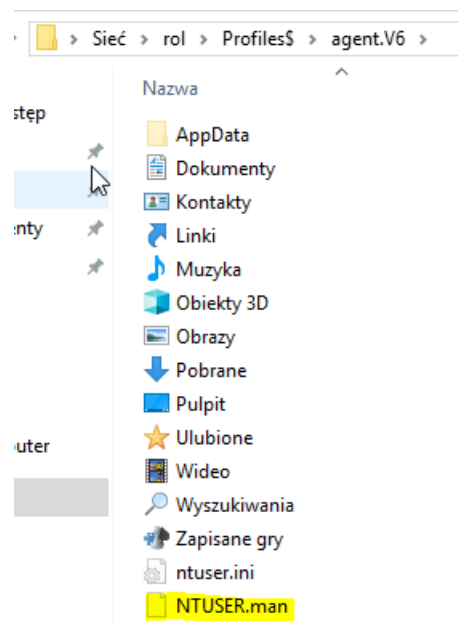 Sieć > rol > Profiles$ > agent.V6 >
Nazwa
stęp
AppData
Dokumenty
Kontakty
enty
Linki
Muzyka
Obiekty 3D
Obrazy
Pobrane
Pulpit
Ulubione
uter
Wideo
Wyszukiwania
Zapisane gry
ntuser.ini
NTUSER.man